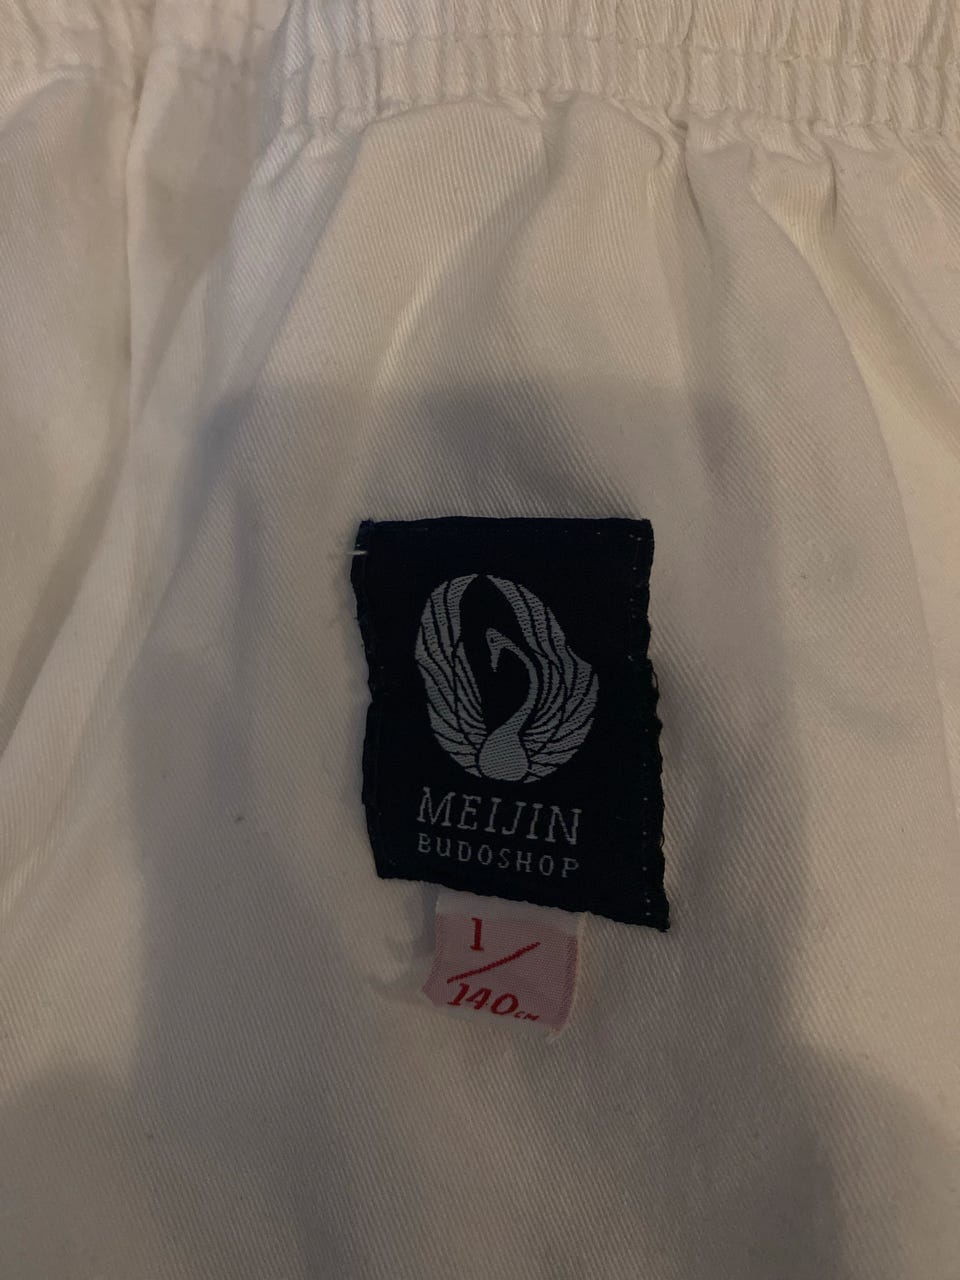 MEIJIN
BUDOSHOP
1/
140cm